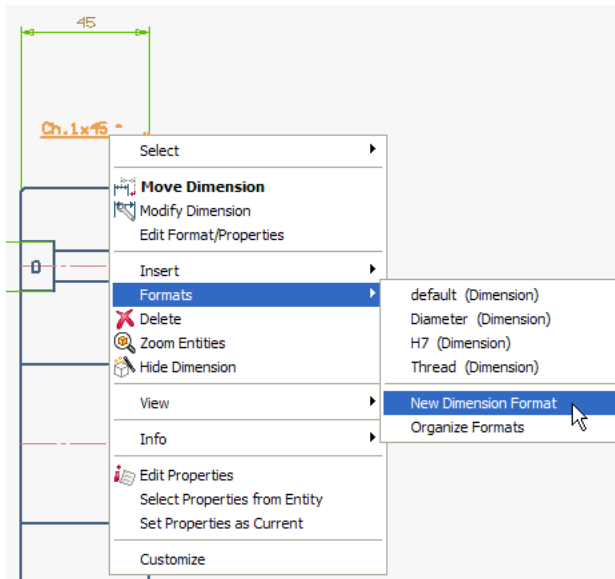 45
Ch.1x45 °
Select
Move Dimension
Modify Dimension
Edit Format/Properties
D
Insert
Formats
default (Dimension)
Delete
Diameter (Dimension)
Zoom Entities
H7 (Dimension)
Hide Dimension
Thread (Dimension)
View
New Dimension Format
Organize Formats
Info
Edit Properties
Select Properties from Entity
Set Properties as Current
Customize